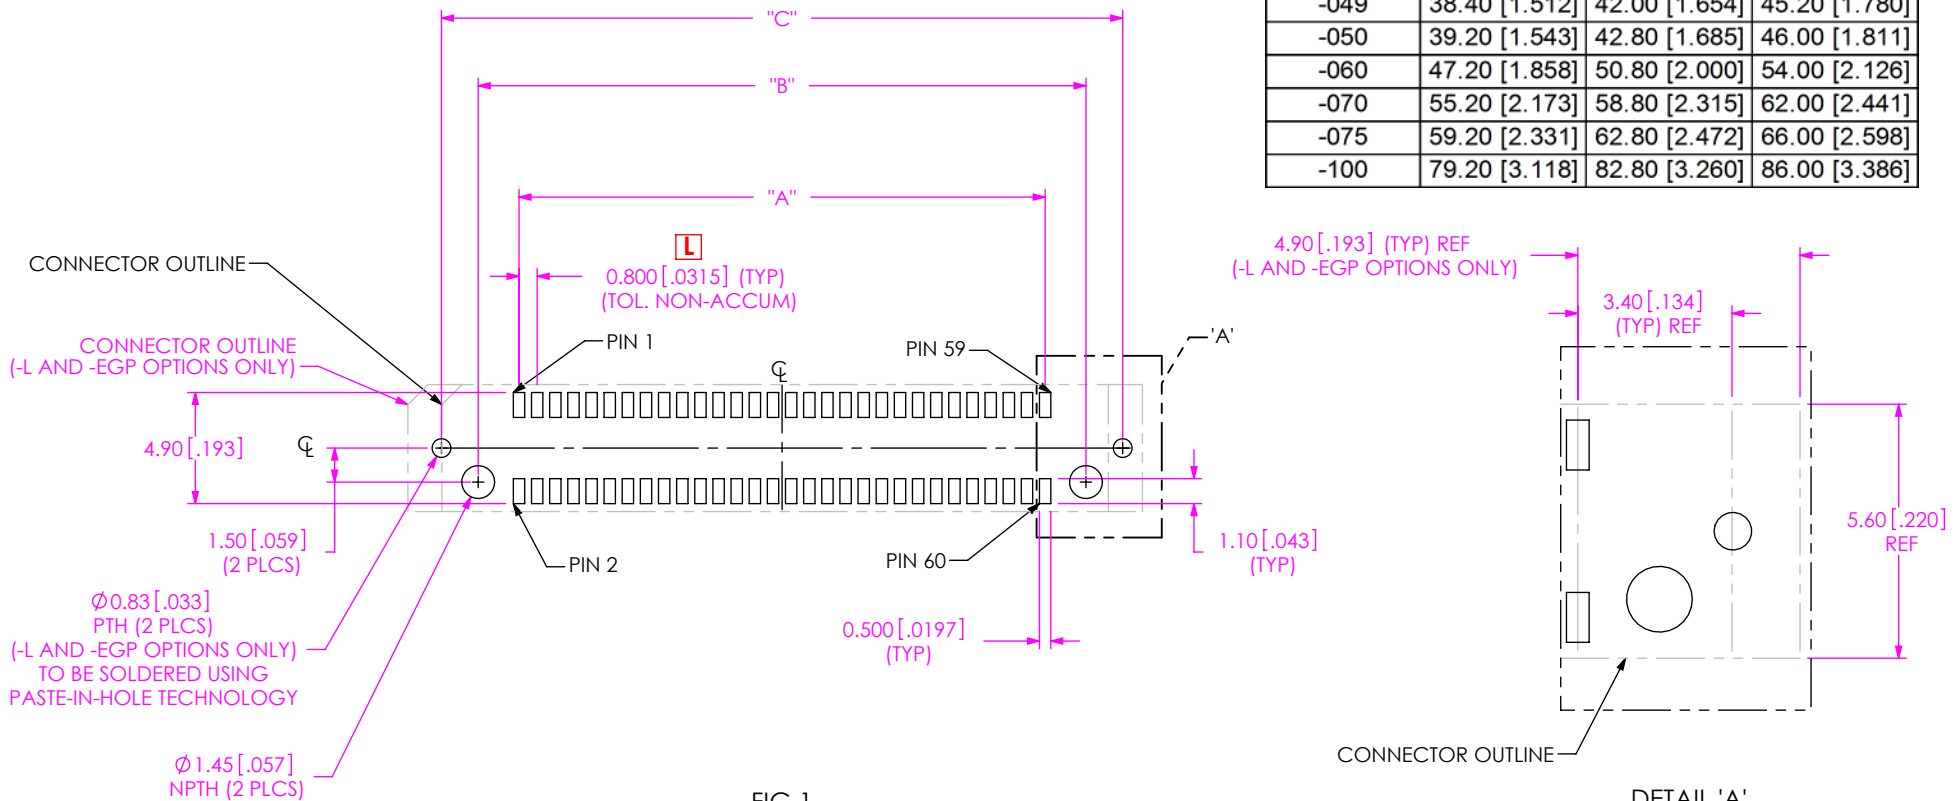 "C"
-049 38.40 [1.512] 42.00 [1.654] 45.20 [1.780]
-050 39.20 [1.543] 42.80 [1.685] 46.00 [1.811]
-060 47.20 [1.858] 50.80 [2.000] 54.00 [2.126]
-070 55.20 [2.173] 58.80 [2.315] 62.00 [2.441]
-075 59.20 [2.331] 62.80 [2.472] 66.00 [2.598]
-100 79.20 [3.118] 82.80 [3.260] 86.00 [3.386]
"B"
"A"
L
0.800 [.0315] (TYP)
(TOL. NON-ACCUM)
CONNECTOR OUTLINE
CONNECTOR OUTLINE
(-L AND -EGP OPTIONS ONLY)
PIN 1
PIN 59
'A'
℄
℄
4.90 [.193]
1.50 [.059]
(2 PLCS)
PIN 2
PIN 60
1.10 [.043]
(TYP)
0.500 [.0197]
(TYP)
Ø0.83 [.033]
PTH (2 PLCS)
(-L AND -EGP OPTIONS ONLY)
TO BE SOLDERED USING
PASTE-IN-HOLE TECHNOLOGY
Ø1.45 [.057]
NPTH (2 PLCS)
4.90 [.193] (TYP) REF
(-L AND -EGP OPTIONS ONLY)
3.40 [.134]
(TYP) REF
5.60 [.220]
REF
CONNECTOR OUTLINE
FIG 1
DETAIL 'A'